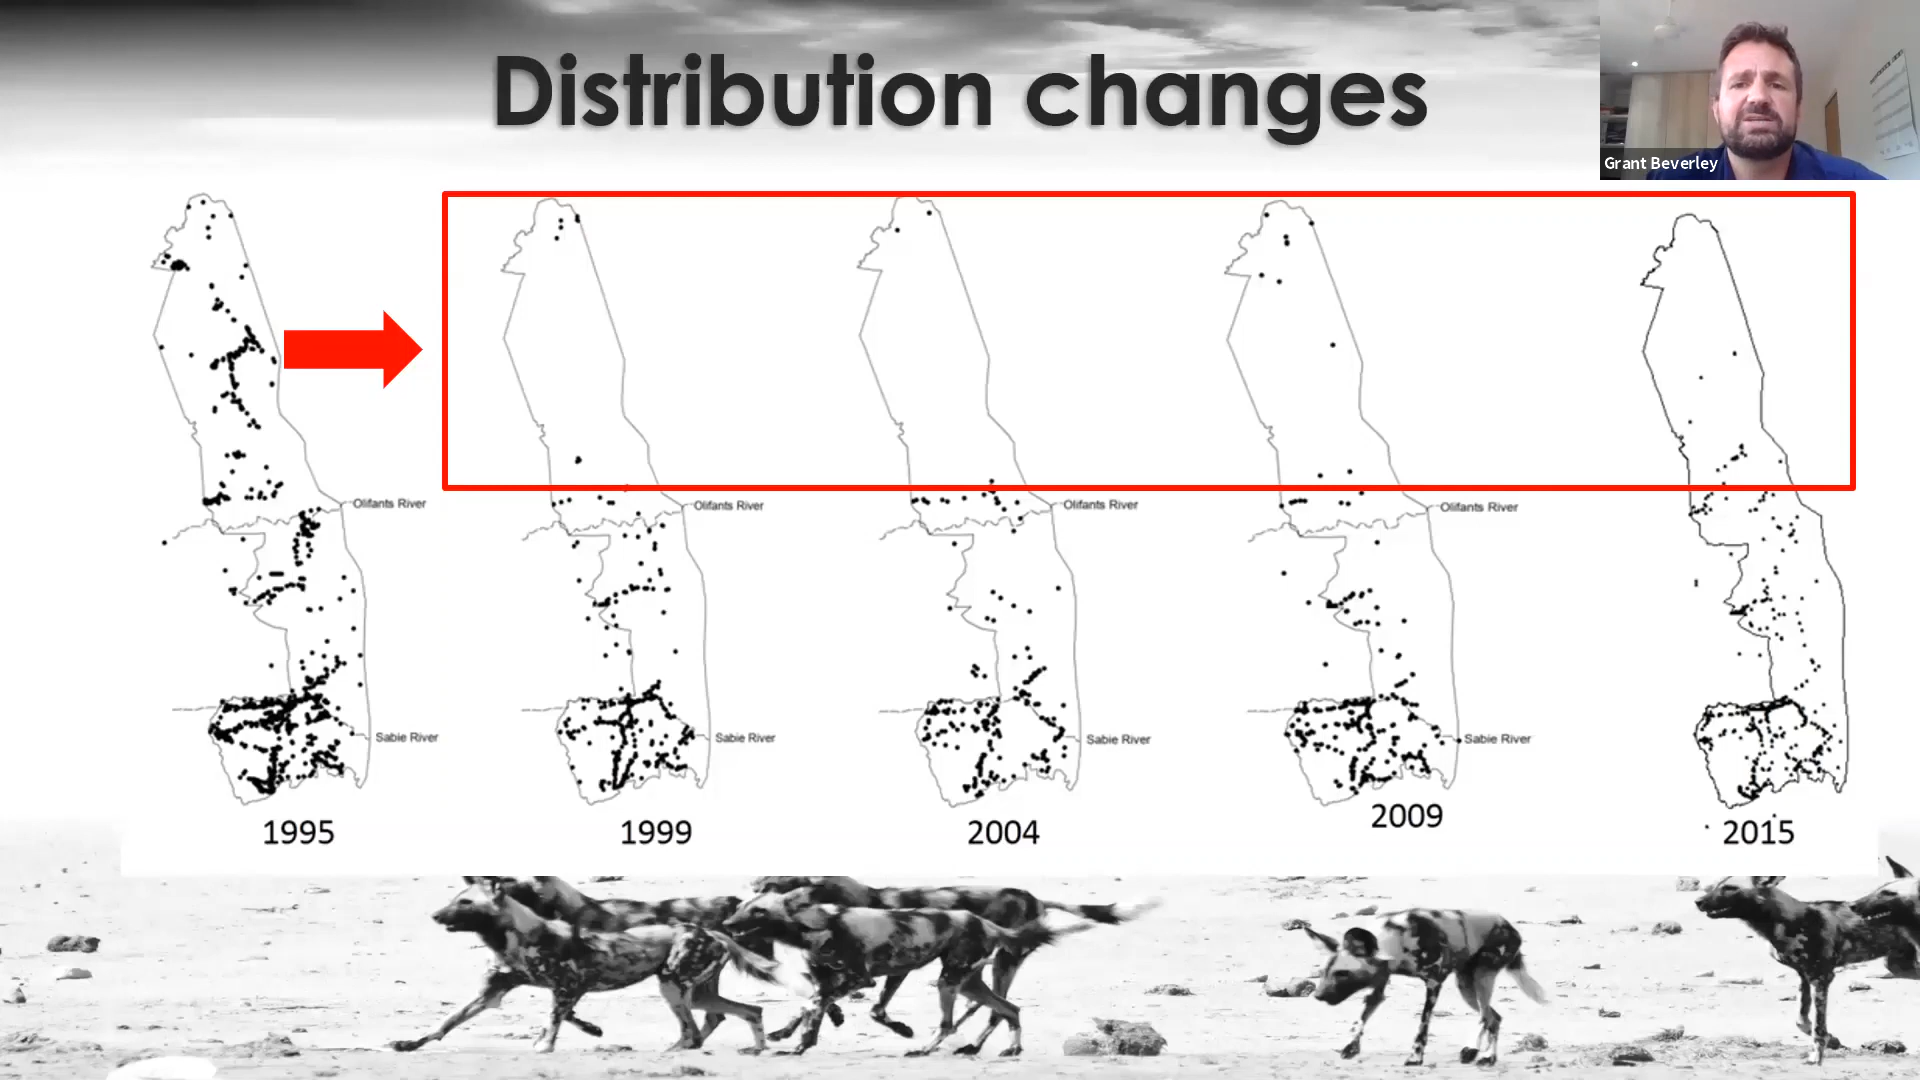 Distribution changes
Grant Beverley
Olifants River
Olifants River
Olifants River
Olifants River
Sabie River
Sabie River
Sabie River
Sabie River
1995
1999
2004
2009
2015